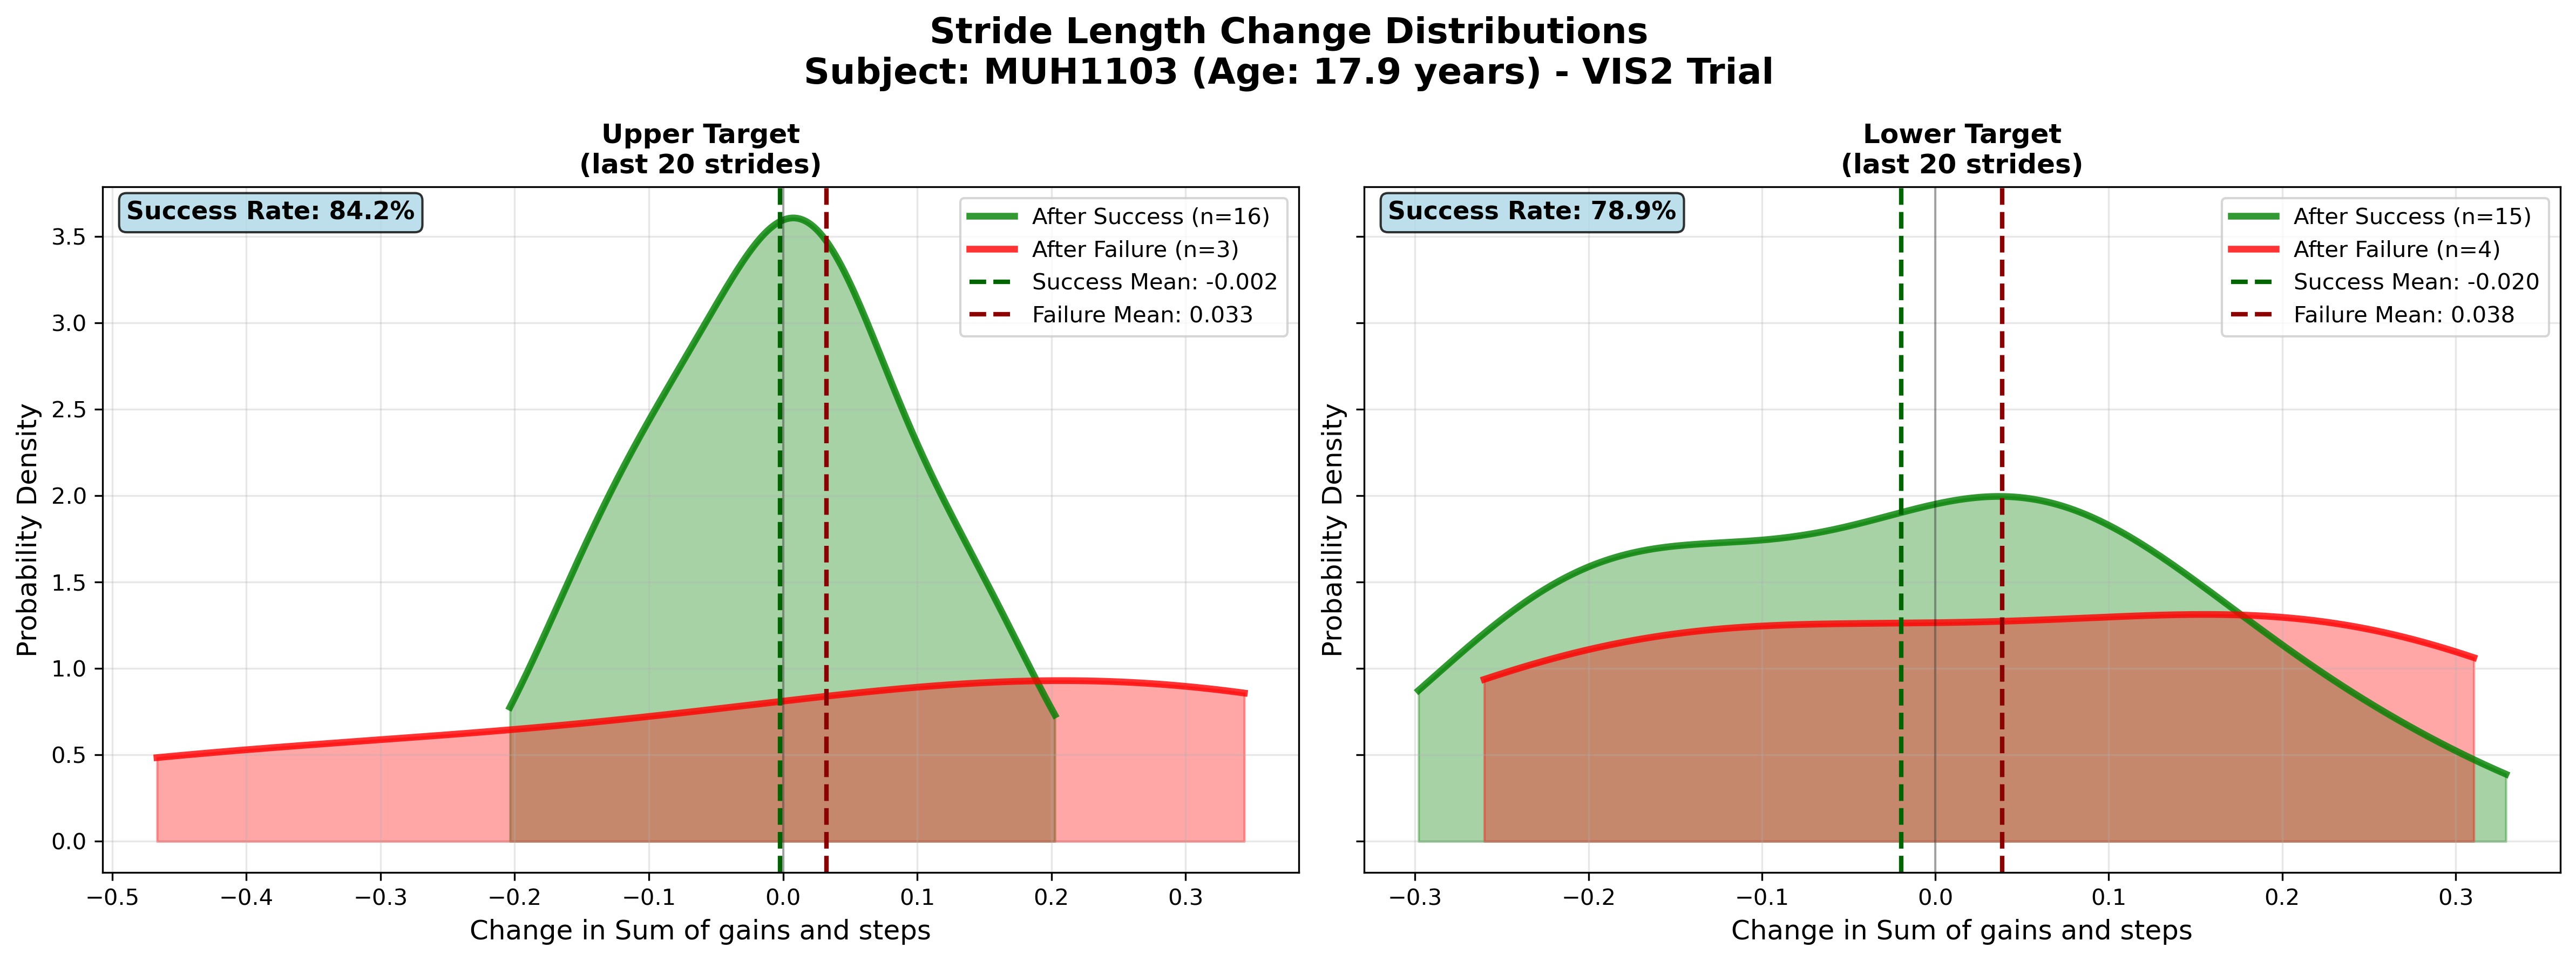 Stride Length Change Distributions
Subject: MUH1103 (Age: 17.9 years) - VIS2 Trial
Upper Target
(last 20 strides)
Success Rate: 84.2%
After Success (n=16)
After Failure (n=3)
Success Mean: -0.002
Failure Mean: 0.033
Probability Density
3.5
3.0
2.5
2.0
1.5
1.0
0.5
0.0
−0.5 −0.4 −0.3 −0.2 −0.1 0.0 0.1 0.2 0.3
Change in Sum of gains and steps
Lower Target
(last 20 strides)
Success Rate: 78.9%
After Success (n=15)
After Failure (n=4)
Success Mean: -0.020
Failure Mean: 0.038
Probability Density
−0.3 −0.2 −0.1 0.0 0.1 0.2 0.3
Change in Sum of gains and steps